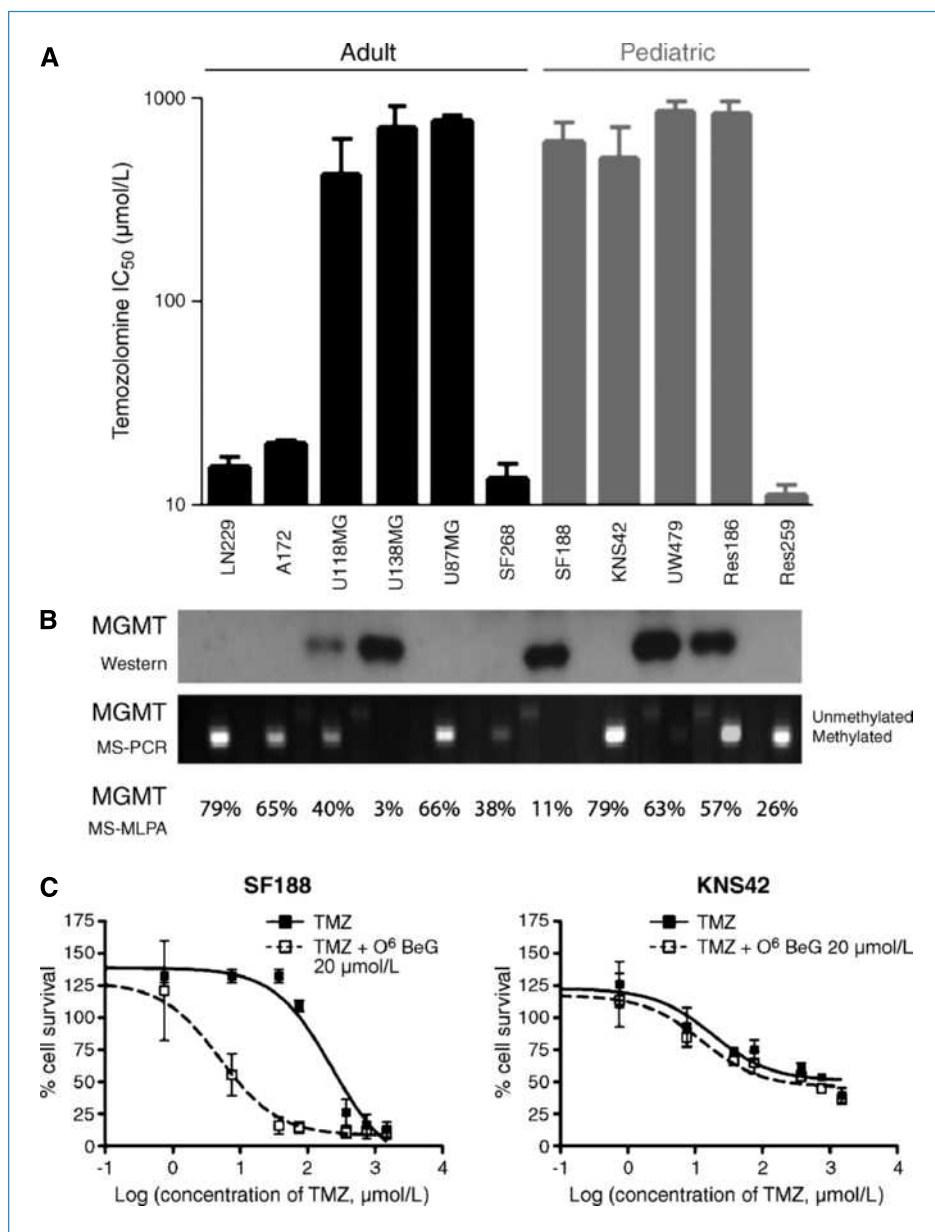 A
Adult
Pediatric
Temozolomine IC50 (µmol/L)
1000
100
10
LN229
A172
U118MG
U138MG
U87MG
SF268
SF188
KNS42
UW479
Res186
Res259
B
MGMT
Western
MGMT
MS-PCR
Unmethylated
Methylated
MGMT
MS-MLPA
79% 65% 40% 3% 66% 38% 11% 79% 63% 57% 26%
C
SF188
TMZ
TMZ + O⁶ BeG
20 µmol/L
% cell survival
175
150
125
100
75
50
25
0
-1 0 1 2 3 4
Log (concentration of TMZ, µmol/L)
KNS42
TMZ
TMZ + O⁶ BeG 20 µmol/L
% cell survival
175
150
125
100
75
50
25
0
-1 0 1 2 3 4
Log (concentration of TMZ, µmol/L)